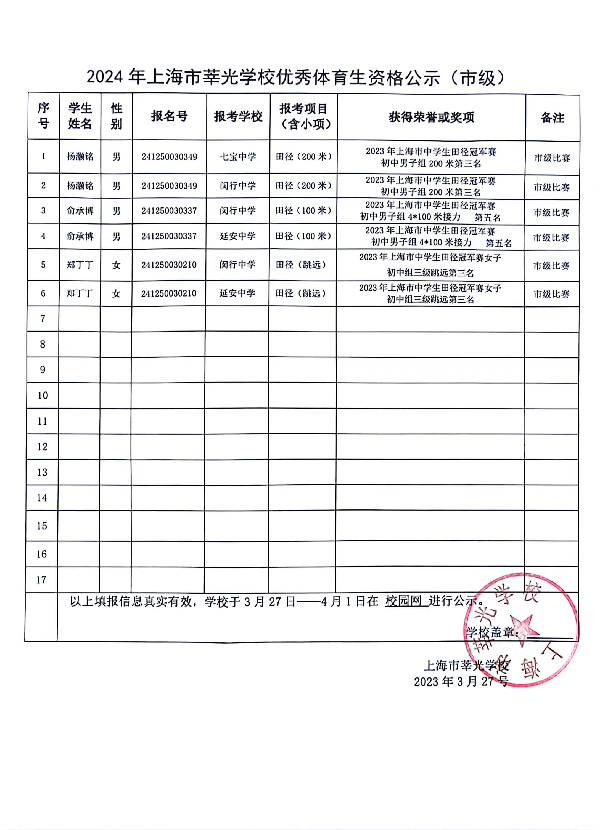 2024 年上海市莘光学校优秀体育生资格公示（市级）
序号 学生姓名 性别 报名号 报考学校 报考项目（含小项） 获得荣誉或奖项 备注
1 杨灏铭 男 241250030349 七宝中学 田径（200 米） 2023 年上海市中学生田径冠军赛 初中男子组 200 米第三名 市级比赛
2 杨灏铭 男 241250030349 闵行中学 田径（200 米） 2023 年上海市中学生田径冠军赛 初中男子组 200 米第三名 市级比赛
3 俞承博 男 241250030337 闵行中学 田径（100 米） 2023 年上海市中学生田径冠军赛 初中男子组 4*100 米接力 第五名 市级比赛
4 俞承博 男 241250030337 延安中学 田径（100 米） 2023 年上海市中学生田径冠军赛 初中男子组 4*100 米接力 第五名 市级比赛
5 郑丁丁 女 24125003​0210 闵行中学 田径（跳远） 2023 年上海市中学生田径冠军赛女子 初中组三级跳远第三名 市级比赛
6 郑丁丁 女 241250030210 延安中学 田径（跳远） 2023 年上海市中学生田径冠军赛女子 初中组三级跳远第三名 市级比赛
7
8
9
10
11
12
13
14
15
16
17
以上填报信息真实有效，学校于 3 月 27 日——4 月 1 日在 校园网 进行公示。
学校盖章：
上海市莘光学校
2023 年 3 月 27 号
上海市莘光学校